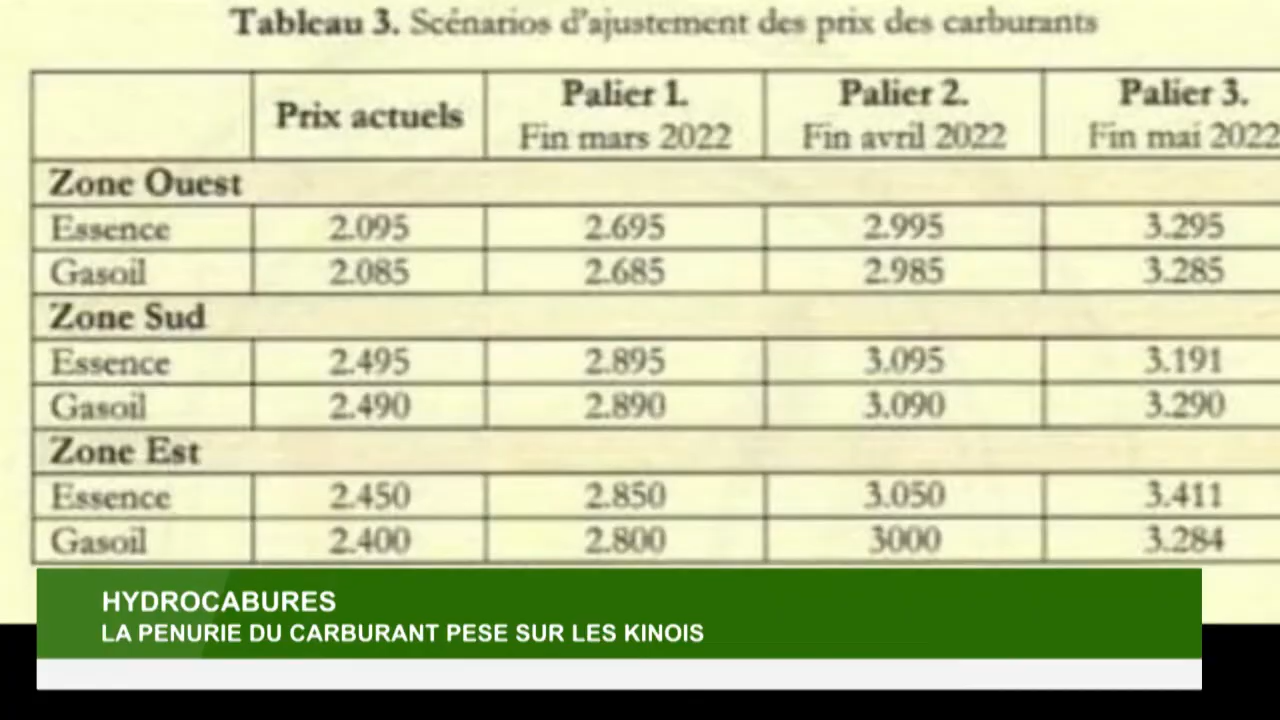 Tableau 3. Scénarios d'ajustement des prix des carburants
Prix actuels Palier 1. Palier 2. Palier 3.
Fin mars 2022 Fin avril 2022 Fin mai 2022
Zone Ouest
Essence 2.095 2.695 2.995 3.295
Gasoil 2.085 2.685 2.985 3.285
Zone Sud
Essence 2.495 2.895 3.095 3.191
Gasoil 2.490 2.890 3.090 3.290
Zone Est
Essence 2.450 2.850 3.050 3.411
Gasoil 2.400 2.800 3000 3.284
HYDROCABURES
LA PENURIE DU CARBURANT PESE SUR LES KINOIS